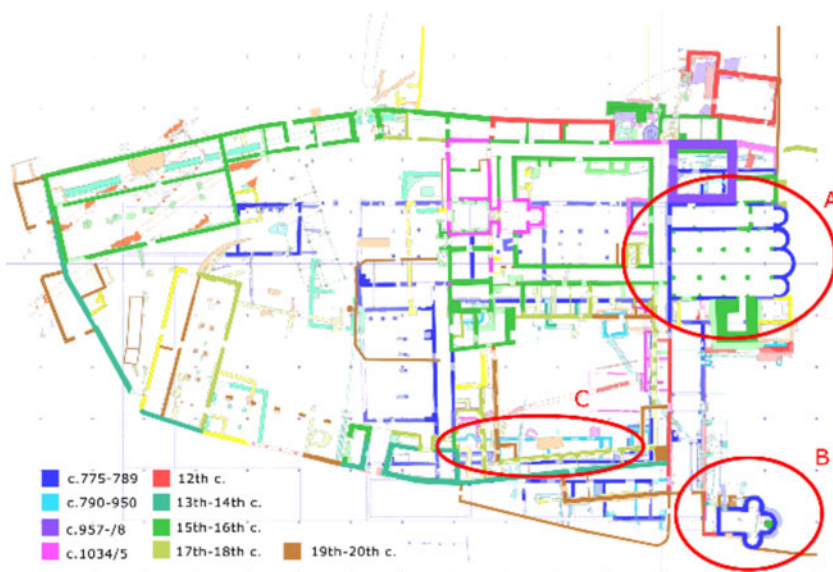 A
C
B
c.775-789
c.790-950
c.957-/8
c.1034/5
12th c.
13th-14th c.
15th-16th c.
17th-18th c.
19th-20th c.